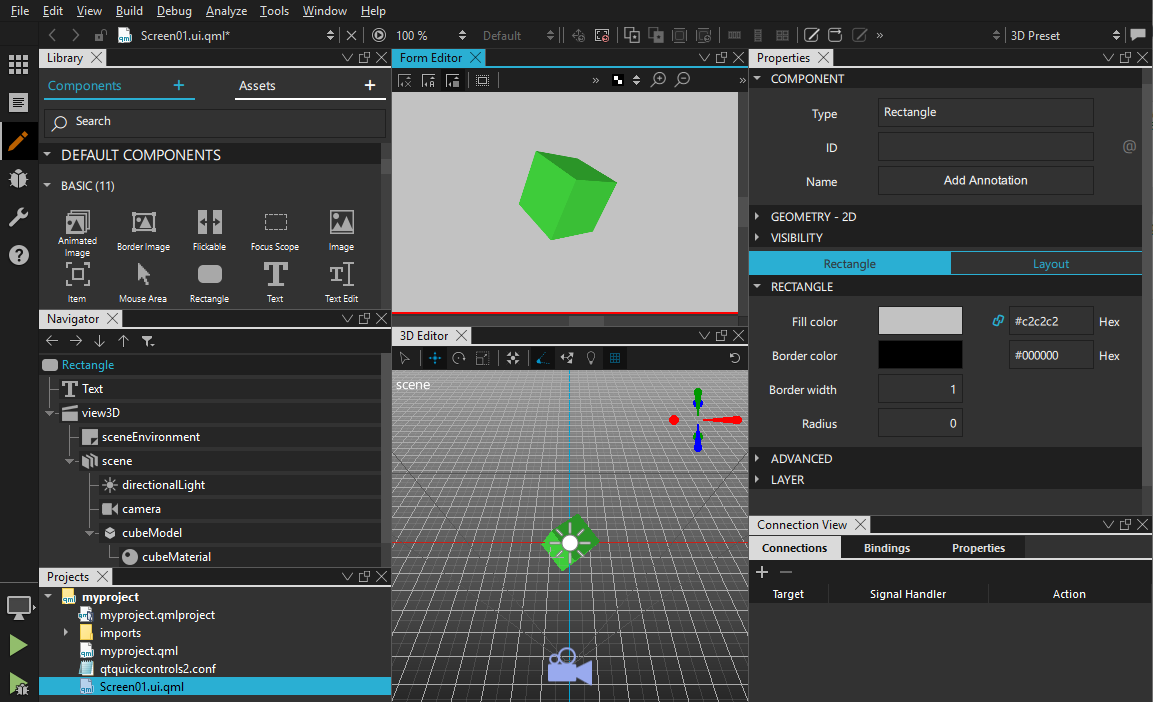 File Edit View Build Debug Analyze Tools Window Help
Screen01.ui.qml* 100 % Default 3D Preset
Library
Components + Assets +
Search
DEFAULT COMPONENTS
BASIC (11)
Animated Image Border Image Flickable Focus Scope Image
Item Mouse Area Rectangle Text Text Edit
Navigator
Rectangle
Text
view3D
sceneEnvironment
scene
directionalLight
camera
cubeModel
cubeMaterial
Projects
myproject
myproject.qmlproject
imports
myproject.qml
qtquickcontrols2.conf
Screen01.ui.qml
Form Editor
3D Editor
scene
Properties
COMPONENT
Type Rectangle
ID @
Name Add Annotation
GEOMETRY - 2D
VISIBILITY
Rectangle Layout
RECTANGLE
Fill color #c2c2c2 Hex
Border color #000000 Hex
Border width 1
Radius 0
ADVANCED
LAYER
Connection View
Connections Bindings Properties
Target Signal Handler Action